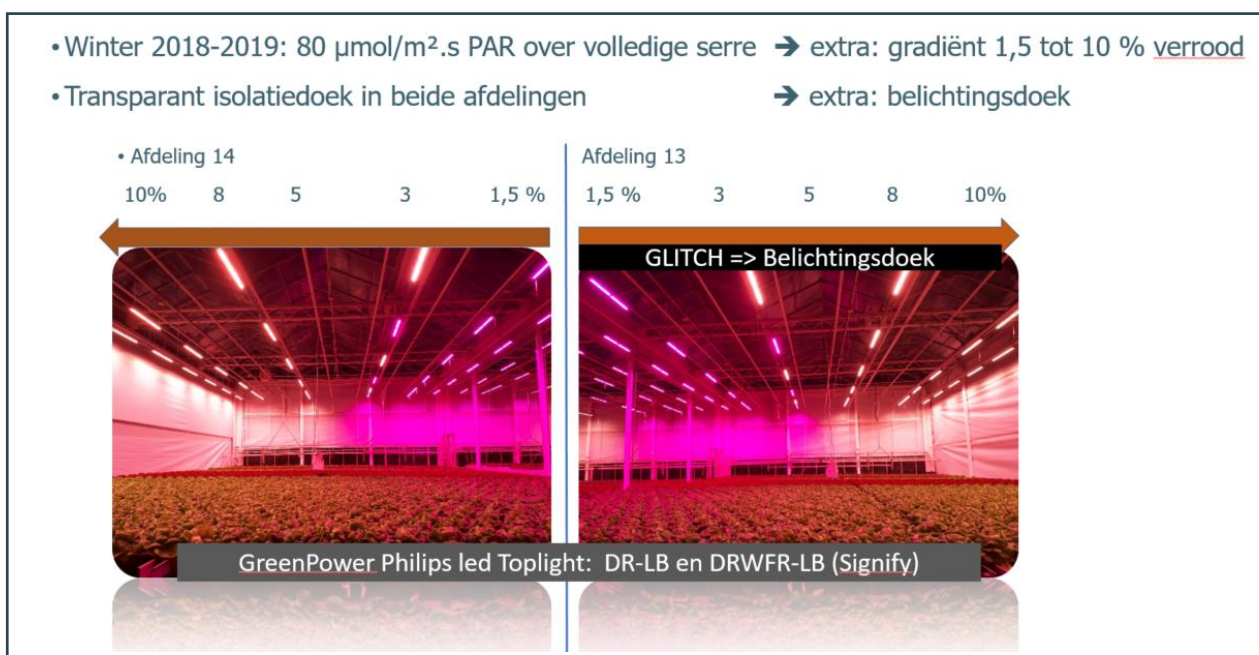 • Winter 2018-2019: 80 µmol/m².s PAR over volledige serre ➔ extra: gradiënt 1,5 tot 10 % verrood
• Transparant isolatiedoek in beide afdelingen ➔ extra: belichtingsdoek
• Afdeling 14
10% 8 5 3 1,5 %
Afdeling 13
1,5 % 3 5 8 10%
GLITCH => Belichtingsdoek
GreenPower Philips led Toplight: DR-LB en DRWFR-LB (Signify)